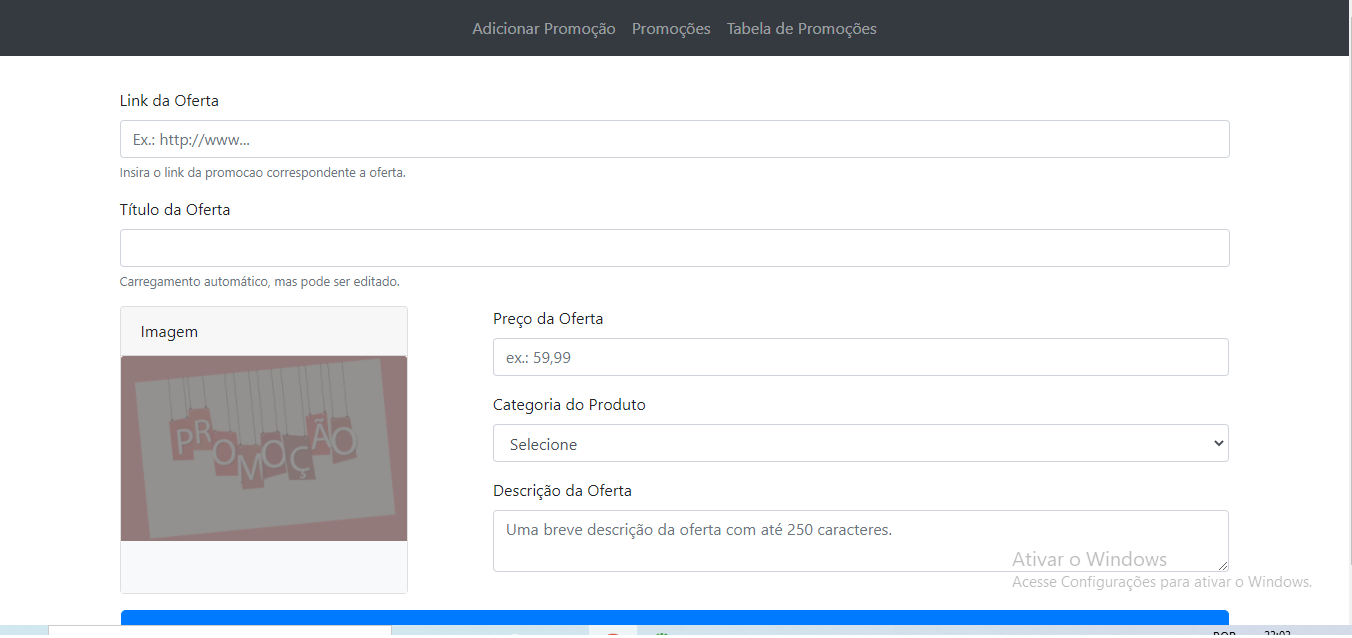 Adicionar Promoção Promoções Tabela de Promoções
Link da Oferta
Ex.: http://www...
Insira o link da promocao correspondente a oferta.
Título da Oferta
Carregamento automático, mas pode ser editado.
Imagem
PROMOÇÃO
Preço da Oferta
ex.: 59,99
Categoria do Produto
Selecione
Descrição da Oferta
Uma breve descrição da oferta com até 250 caracteres.
Ativar o Windows
Acesse Configurações para ativar o Windows.